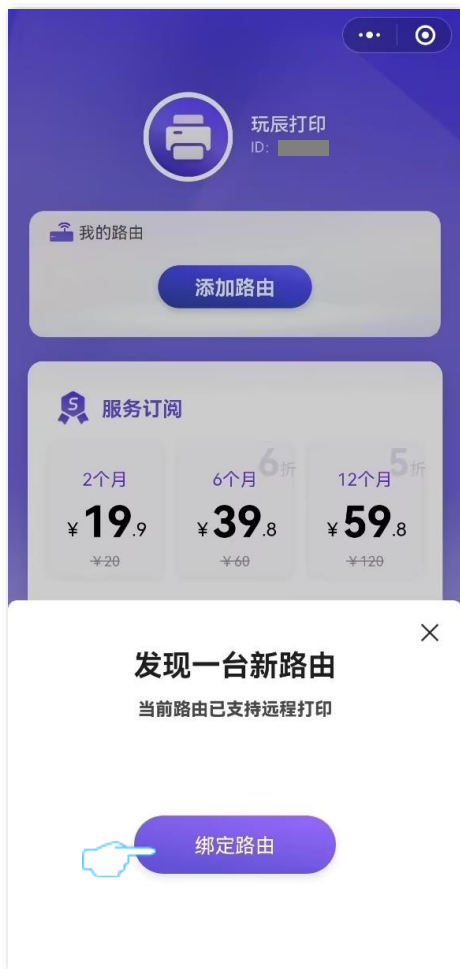 玩辰打印
ID:
我的路由
添加路由
S 服务订阅
6折 5折
2个月 6个月 12个月
¥19.9 ¥39.8 ¥59.8
¥20 ¥60 ¥120
发现一台新路由
当前路由已支持远程打印
绑定路由